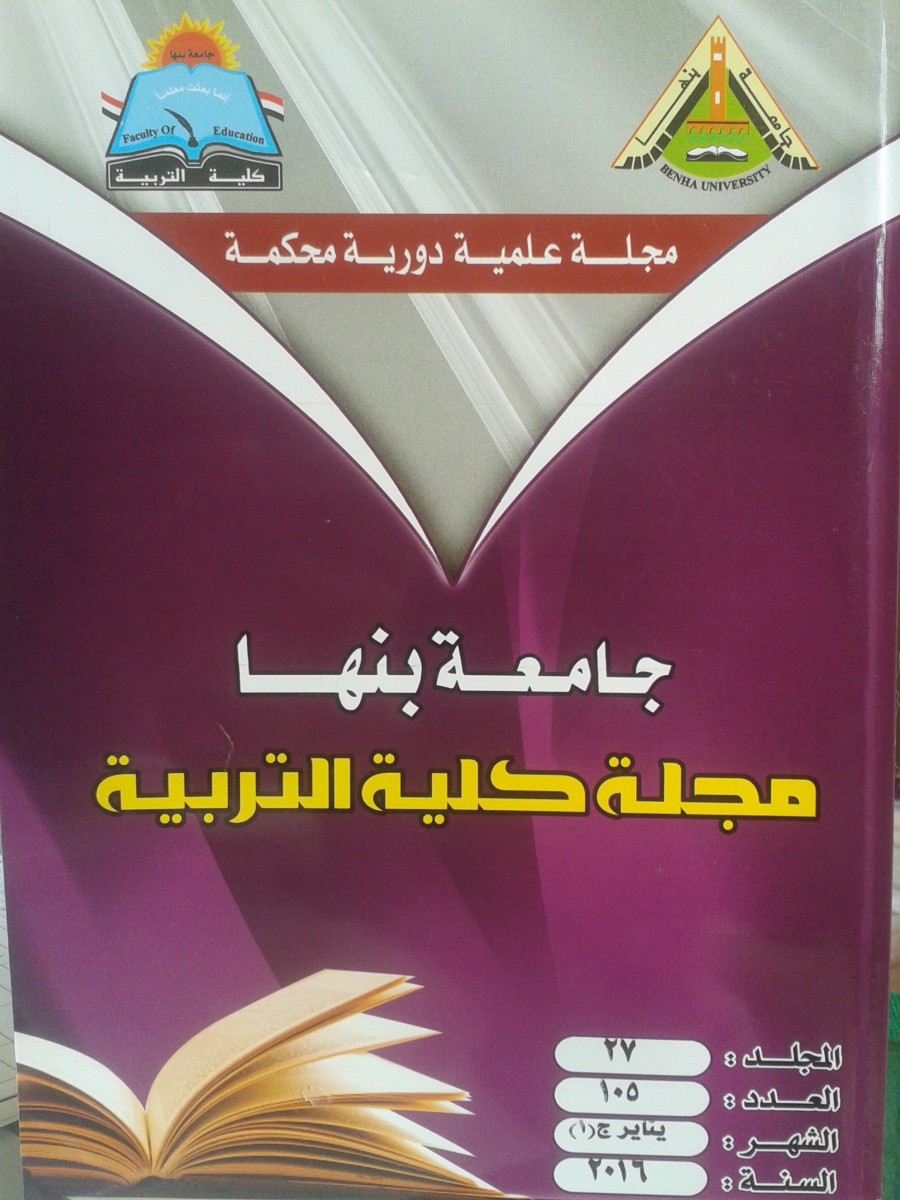 جامعة بنها
إنما بعثت معلما
Faculty Of Education
كلية التربية
جامعة بنها
BENHA UNIVERSITY
مجلة علمية دورية محكمة
جامعة بنها
مجلة كلية التربية
المجلد : ٢٧
العدد : ١٠٥
الشهر : يناير ج(١)
السنة : ٢٠١٦